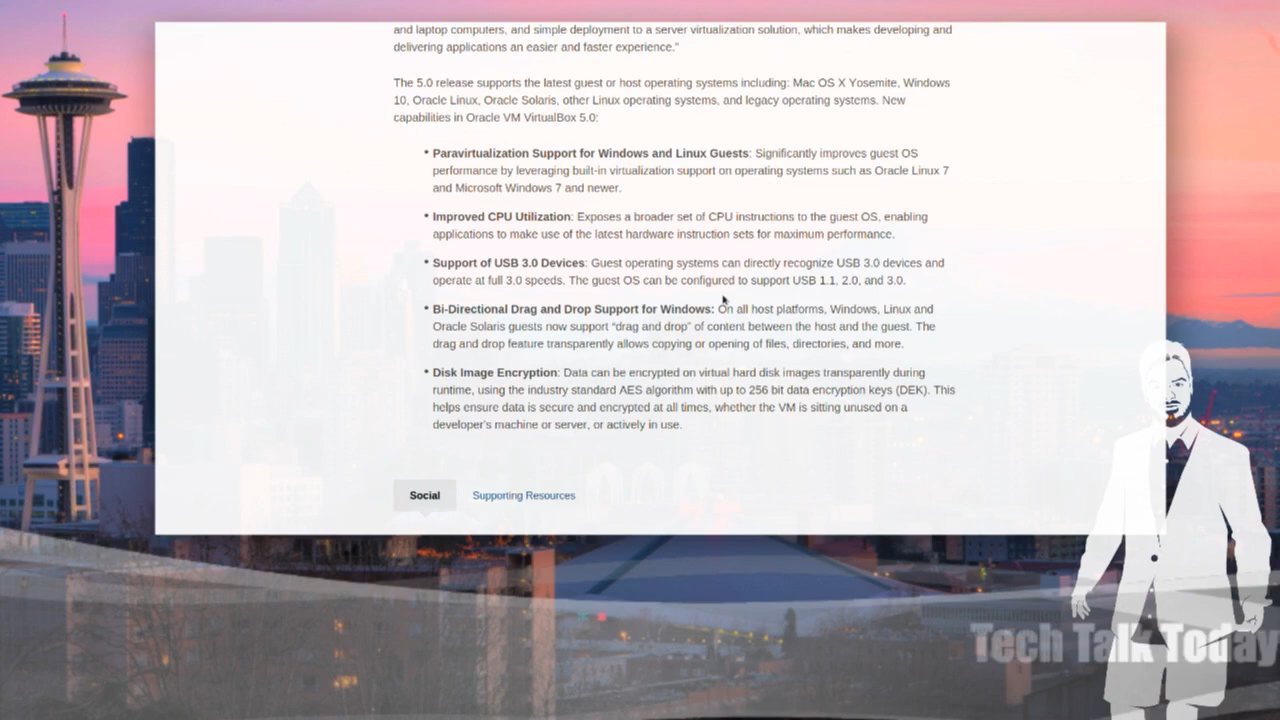 and laptop computers, and simple deployment to a server virtualization solution, which makes developing and
delivering applications an easier and faster experience.”
The 5.0 release supports the latest guest or host operating systems including: Mac OS X Yosemite, Windows
10, Oracle Linux, Oracle Solaris, other Linux operating systems, and legacy operating systems. New
capabilities in Oracle VM VirtualBox 5.0:
• Paravirtualization Support for Windows and Linux Guests: Significantly improves guest OS
performance by leveraging built-in virtualization support on operating systems such as Oracle Linux 7
and Microsoft Windows 7 and newer.
• Improved CPU Utilization: Exposes a broader set of CPU instructions to the guest OS, enabling
applications to make use of the latest hardware instruction sets for maximum performance.
• Support of USB 3.0 Devices: Guest operating systems can directly recognize USB 3.0 devices and
operate at full 3.0 speeds. The guest OS can be configured to support USB 1.1, 2.0, and 3.0.
• Bi-Directional Drag and Drop Support for Windows: On all host platforms, Windows, Linux and
Oracle Solaris guests now support “drag and drop” of content between the host and the guest. The
drag and drop feature transparently allows copying or opening of files, directories, and more.
• Disk Image Encryption: Data can be encrypted on virtual hard disk images transparently during
runtime, using the industry standard AES algorithm with up to 256 bit data encryption keys (DEK). This
helps ensure data is secure and encrypted at all times, whether the VM is sitting unused on a
developer's machine or server, or actively in use.
Social Supporting Resources
Tech Talk Today